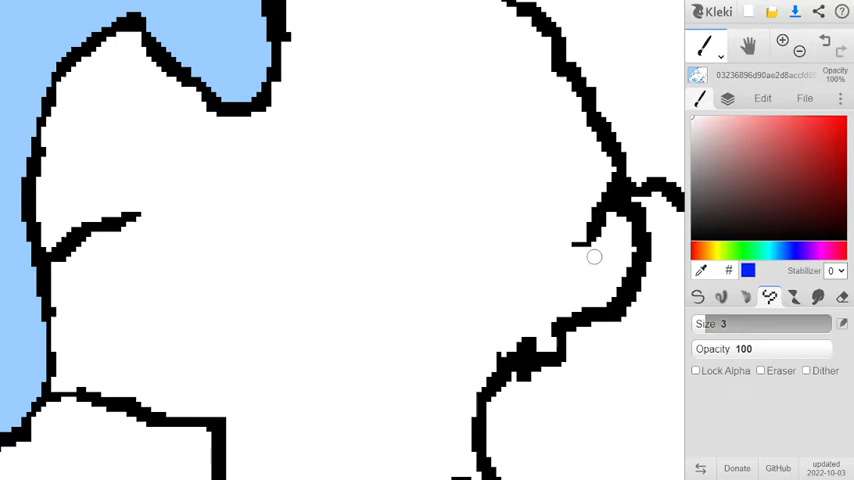 Kleki
03236896d90ae2d8accfd86
Opacity
100%
Edit
File
#
Stabilizer 0
Size 3
Opacity 100
Lock Alpha
Eraser
Dither
Donate
GitHub
updated
2022-10-03